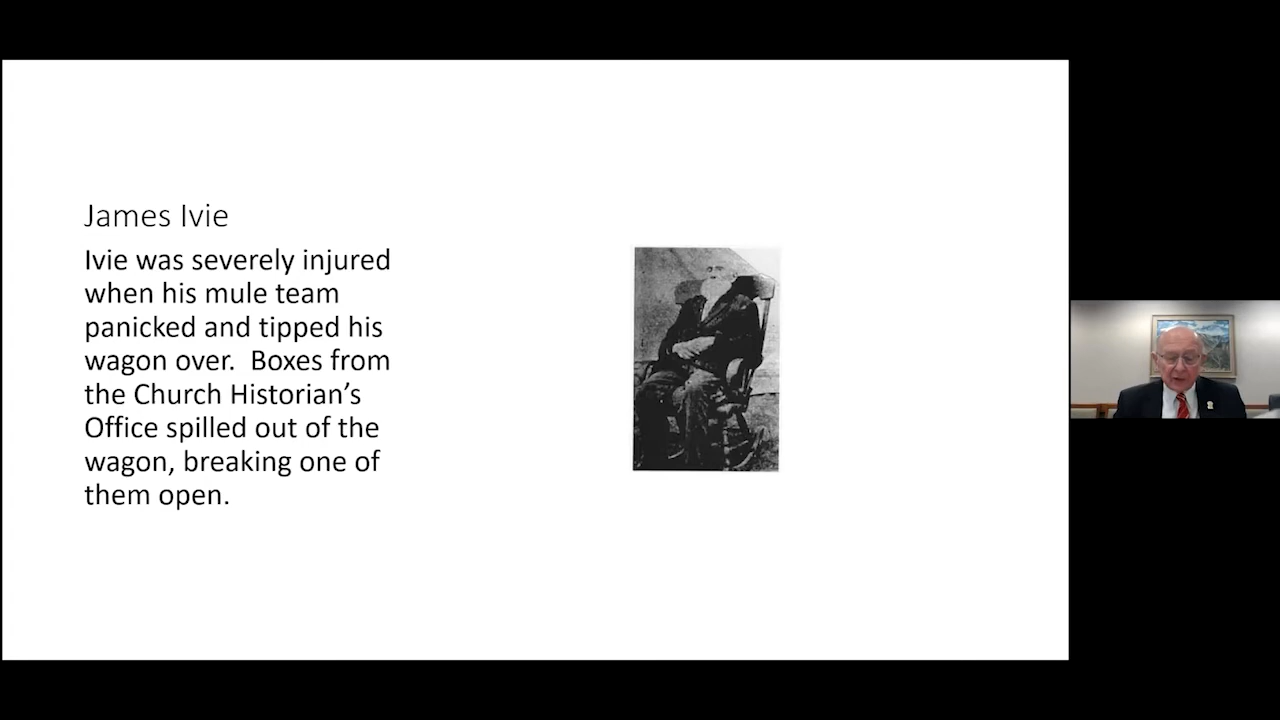 James Ivie
Ivie was severely injured
when his mule team
panicked and tipped his
wagon over.  Boxes from
the Church Historian’s
Office spilled out of the
wagon, breaking one of
them open.